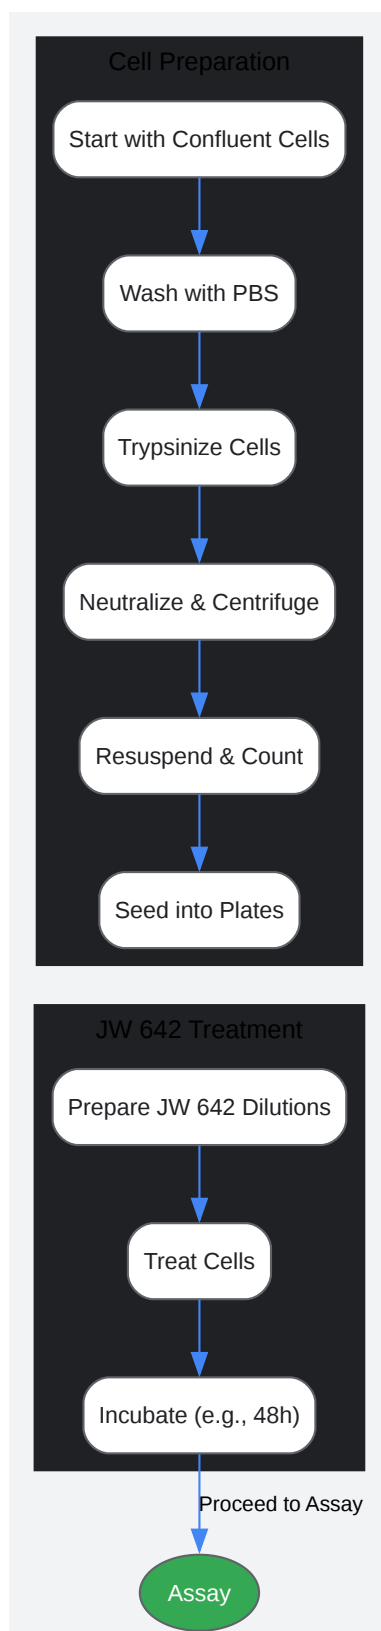 Cell Preparation
Start with Confluent Cells
Wash with PBS
Trypsinize Cells
Neutralize & Centrifuge
Resuspend & Count
Seed into Plates
JW 642 Treatment
Prepare JW 642 Dilutions
Treat Cells
Incubate (e.g., 48h)
Proceed to Assay
Assay